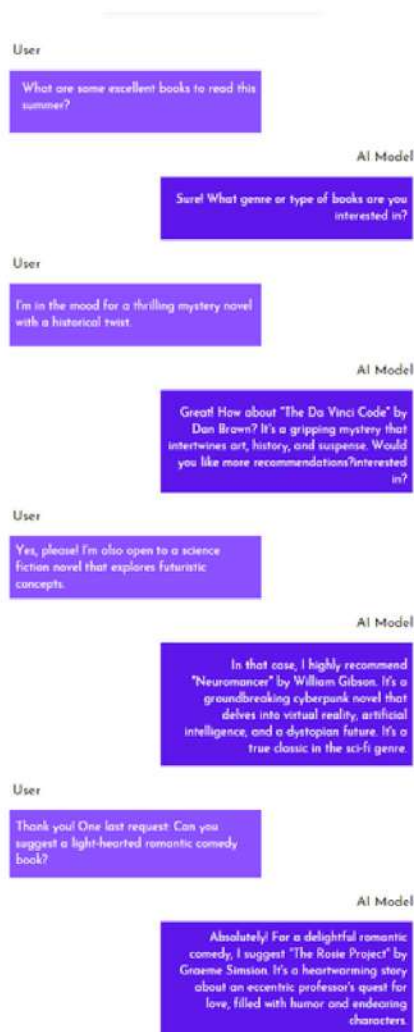 User
What are some excellent books to read this
summer?
AI Model
Sure! What genre or type of books are you
interested in?
User
I'm in the mood for a thrilling mystery novel
with a historical twist.
AI Model
Great! How about "The Da Vinci Code" by
Dan Brown? It's a gripping mystery that
intertwines art, history, and suspense. Would
you like more recommendations?interested
in?
User
Yes, please! I'm also open to a science
fiction novel that explores futuristic
concepts.
AI Model
In that case, I highly recommend
"Neuromancer" by William Gibson. It's a
groundbreaking cyberpunk novel that
delves into virtual reality, artificial
intelligence, and a dystopian future. It's a
true classic in the sci-fi genre.
User
Thank you! One last request: Can you
suggest a light-hearted romantic comedy
book?
AI Model
Absolutely! For a delightful romantic
comedy, I suggest "The Rosie Project" by
Graeme Simsion. It's a heartwarming story
about an eccentric professor's quest for
love, filled with humor and endearing
characters.